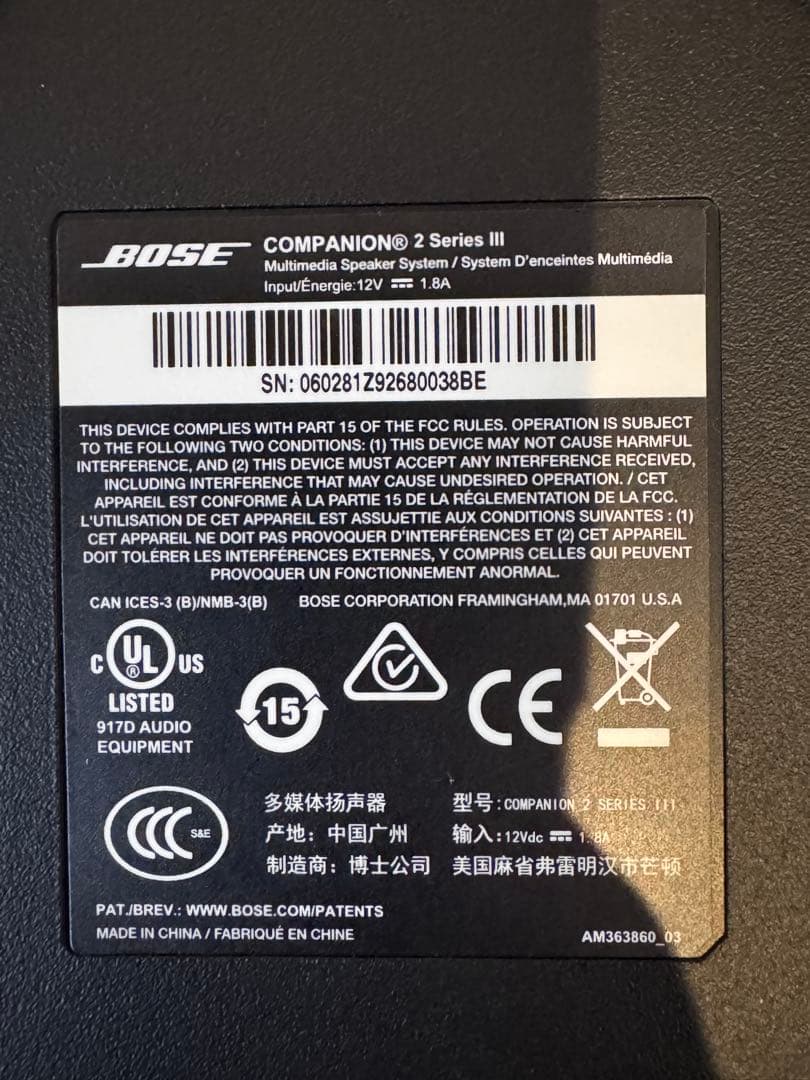 BOSE COMPANION® 2 Series III
Multimedia Speaker System / System D'enceintes Multimédia
Input/Énergie:12V ⎓ 1.8A
SN: 060281Z92680038BE
THIS DEVICE COMPLIES WITH PART 15 OF THE FCC RULES. OPERATION IS SUBJECT
TO THE FOLLOWING TWO CONDITIONS: (1) THIS DEVICE MAY NOT CAUSE HARMFUL
INTERFERENCE, AND (2) THIS DEVICE MUST ACCEPT ANY INTERFERENCE RECEIVED,
INCLUDING INTERFERENCE THAT MAY CAUSE UNDESIRED OPERATION. / CET
APPAREIL EST CONFORME À LA PARTIE 15 DE LA RÉGLEMENTATION DE LA FCC.
L'UTILISATION DE CET APPAREIL EST ASSUJETTIE AUX CONDITIONS SUIVANTES : (1)
CET APPAREIL NE DOIT PAS PROVOQUER D'INTERFÉRENCES ET (2) CET APPAREIL
DOIT TOLÉRER LES INTERFÉRENCES EXTERNES, Y COMPRIS CELLES QUI PEUVENT
PROVOQUER UN FONCTIONNEMENT ANORMAL.
CAN ICES-3 (B)/NMB-3(B) BOSE CORPORATION FRAMINGHAM,MA 01701 U.S.A
C UL® US
LISTED
917D AUDIO
EQUIPMENT
15
CE
CCC S&E
多媒体扬声器 型号:COMPANION 2 SERIES III
产地: 中国广州 输入:12Vdc ⎓ 1.8A
制造商: 博士公司 美国麻省弗雷明汉市芒顿
PAT./BREV.: WWW.BOSE.COM/PATENTS
MADE IN CHINA / FABRIQUÉ EN CHINE AM363860_03